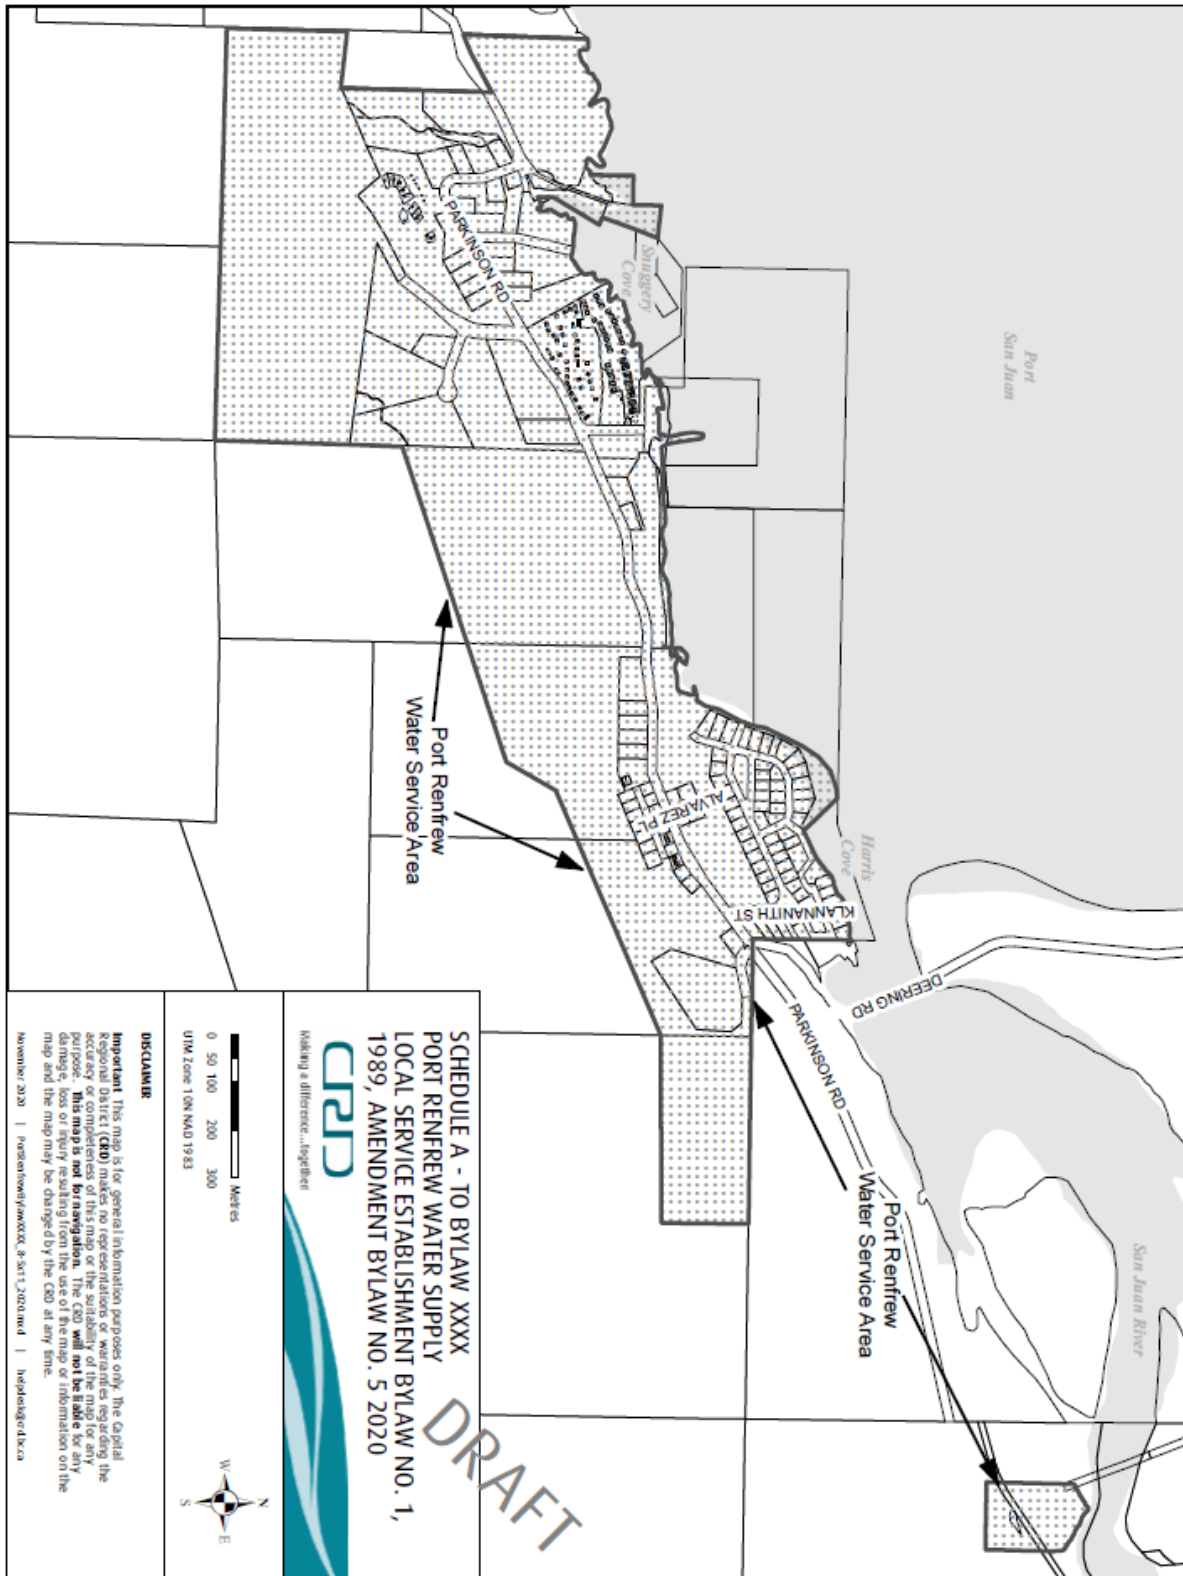 Port
San Juan
Snuggery
Cove
PARKINSON RD
Harris
Cove
ALVAREZ PL
KLANNANITH ST
DEERING RD
PARKINSON RD
San Juan River
Port Renfrew
Water Service Area
Port Renfrew
Water Service Area
SCHEDULE A - TO BYLAW XXXX
PORT RENFREW WATER SUPPLY
LOCAL SERVICE ESTABLISHMENT BYLAW NO. 1,
1989, AMENDMENT BYLAW NO. 5 2020
DRAFT
CRD
Making a difference...together
Metres
0 50 100 200 300
UTM Zone 10N NAD 1983
N
W
E
S
DISCLAIMER
Important This map is for general information purposes only. The Capital
Regional District (CRD) makes no representations or warranties regarding the
accuracy or completeness of this map or the suitability of the map for any
purpose. This map is not for navigation. The CRD will not be liable for any
damage, loss or injury resulting from the use of the map or information on the
map and the map may be changed by the CRD at any time.
November 2020 | | helpdesk@crd.bc.ca